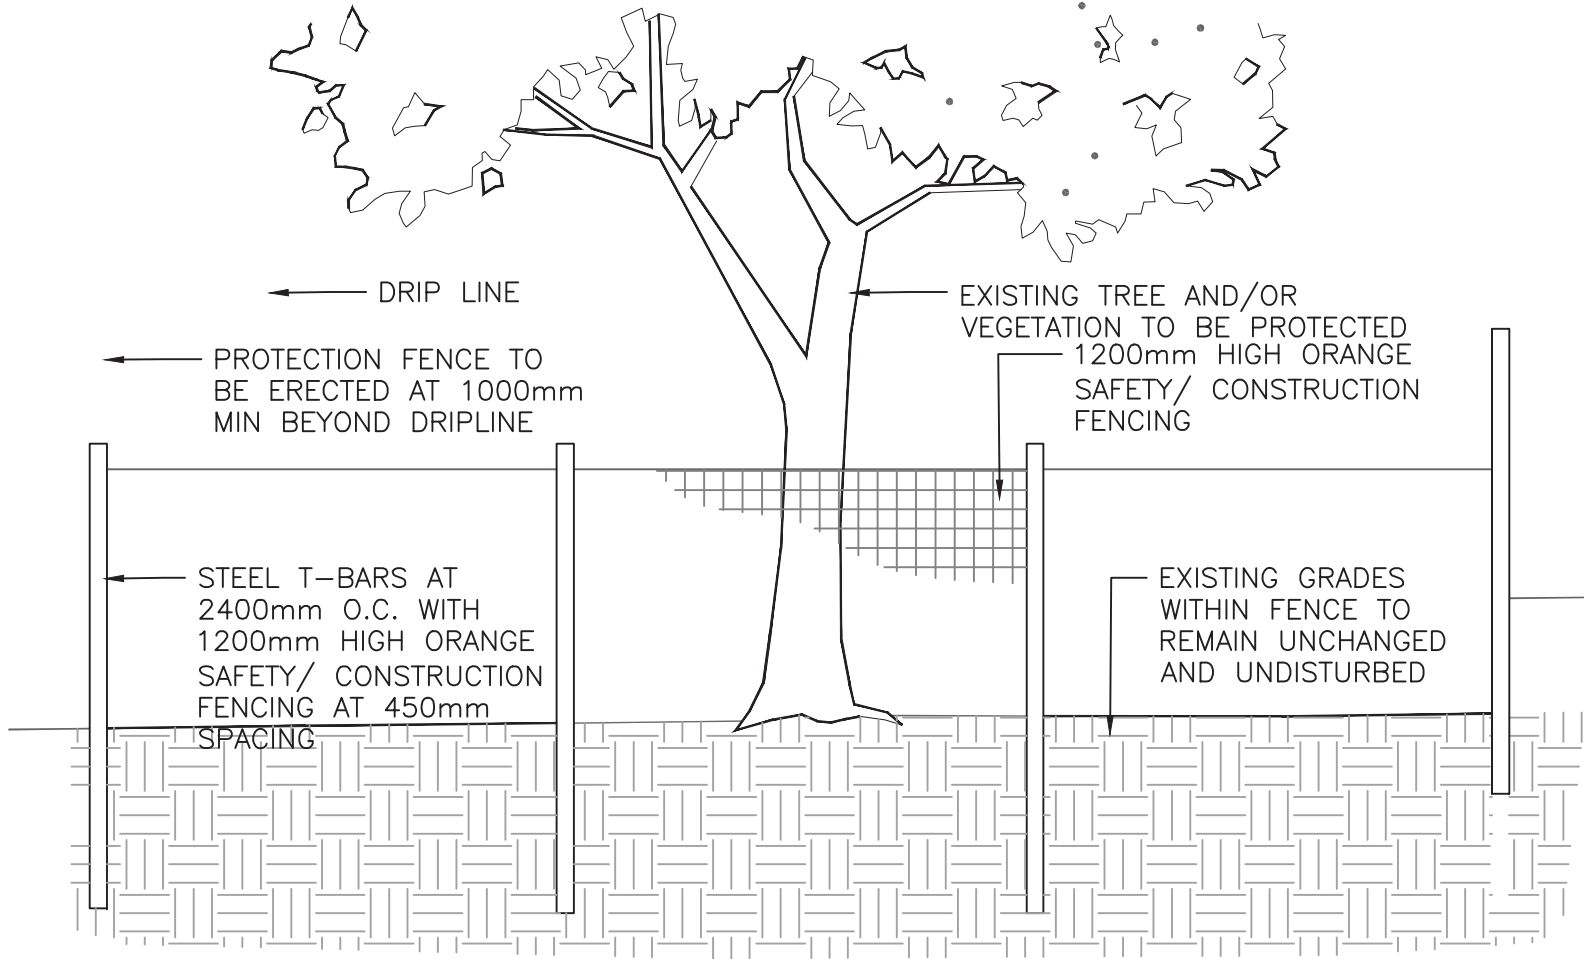 DRIP LINE
EXISTING TREE AND/OR
VEGETATION TO BE PROTECTED
PROTECTION FENCE TO
BE ERECTED AT 1000mm
MIN BEYOND DRIPLINE
1200mm HIGH ORANGE
SAFETY/ CONSTRUCTION
FENCING
STEEL T-BARS AT
2400mm O.C. WITH
1200mm HIGH ORANGE
SAFETY/ CONSTRUCTION
FENCING AT 450mm
SPACING
EXISTING GRADES
WITHIN FENCE TO
REMAIN UNCHANGED
AND UNDISTURBED